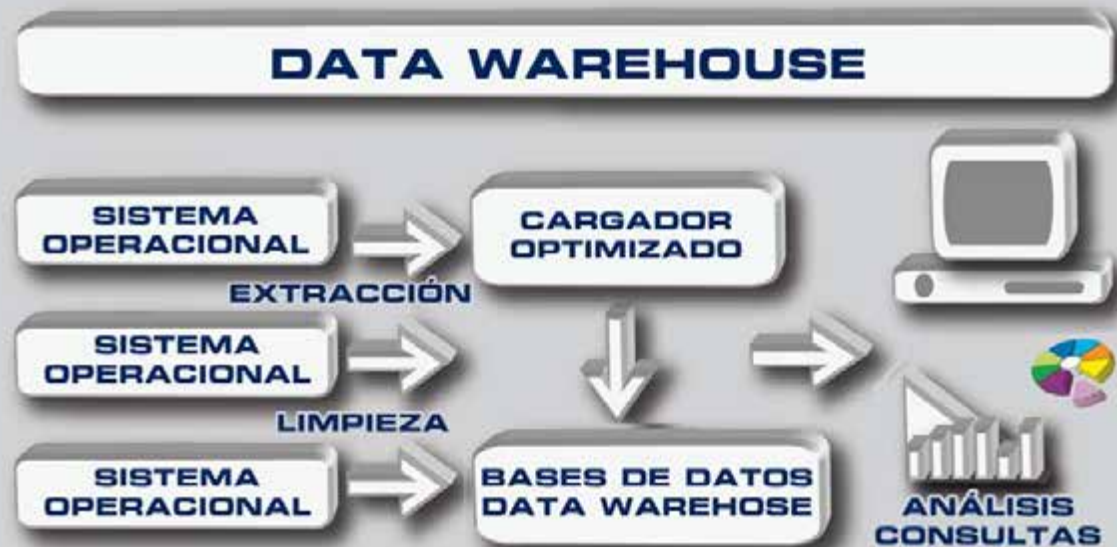 DATA WAREHOUSE
SISTEMA
OPERACIONAL
CARGADOR
OPTIMIZADO
EXTRACCIÓN
SISTEMA
OPERACIONAL
LIMPIEZA
SISTEMA
OPERACIONAL
BASES DE DATOS
DATA WAREHOSE
ANÁLISIS
CONSULTAS